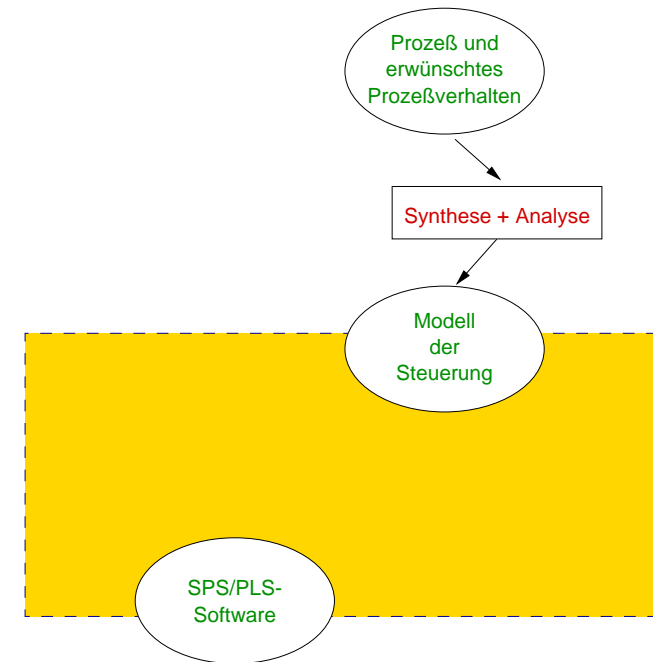 Prozeß und
erwünschtes
Prozeßverhalten
Synthese + Analyse
Modell
der
Steuerung
SPS/PLS-
Software